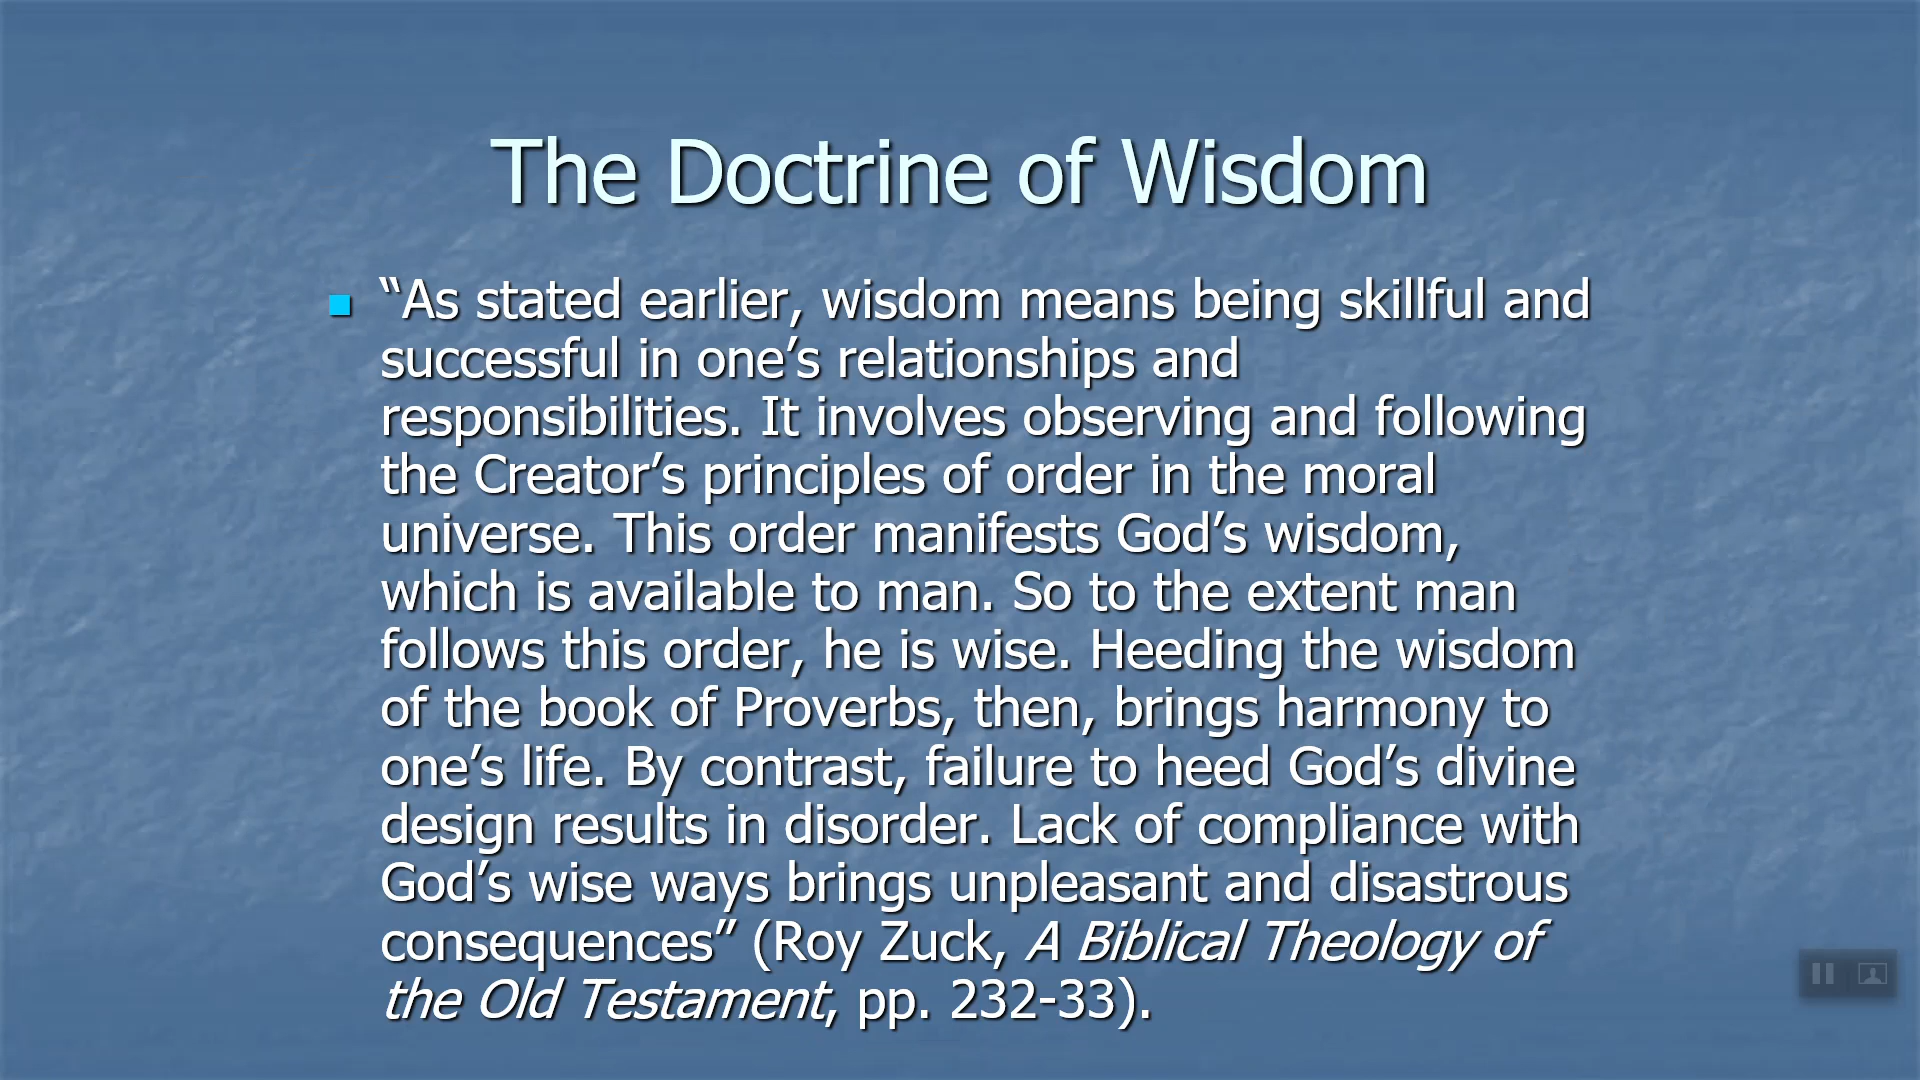 The Doctrine of Wisdom
“As stated earlier, wisdom means being skillful and
successful in one’s relationships and
responsibilities. It involves observing and following
the Creator’s principles of order in the moral
universe. This order manifests God’s wisdom,
which is available to man. So to the extent man
follows this order, he is wise. Heeding the wisdom
of the book of Proverbs, then, brings harmony to
one’s life. By contrast, failure to heed God’s divine
design results in disorder. Lack of compliance with
God’s wise ways brings unpleasant and disastrous
consequences” (Roy Zuck, A Biblical Theology of
the Old Testament, pp. 232-33).